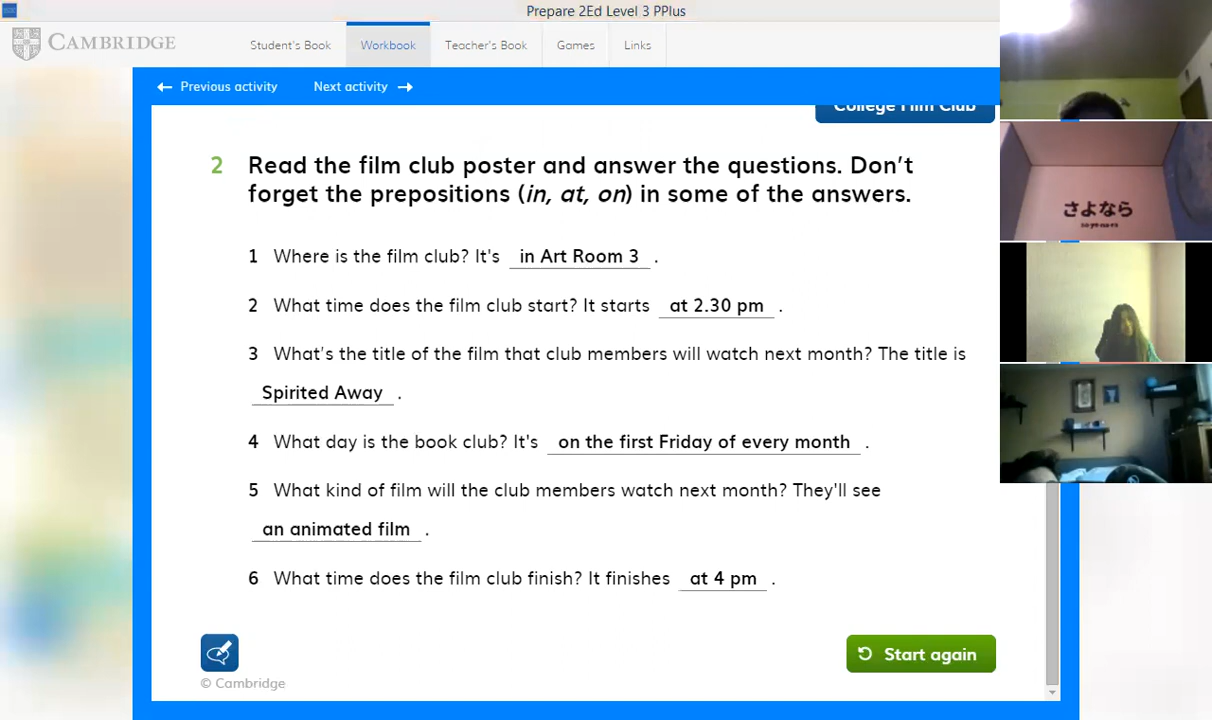 Prepare 2Ed Level 3 PPlus
CAMBRIDGE
Student's Book
Workbook
Teacher's Book
Games
Links
← Previous activity
Next activity →
College Film Club
2 Read the film club poster and answer the questions. Don't
forget the prepositions (in, at, on) in some of the answers.
1 Where is the film club? It's in Art Room 3 .
2 What time does the film club start? It starts at 2.30 pm .
3 What's the title of the film that club members will watch next month? The title is
Spirited Away .
4 What day is the book club? It's on the first Friday of every month .
5 What kind of film will the club members watch next month? They'll see
an animated film .
6 What time does the film club finish? It finishes at 4 pm .
Start again
© Cambridge
さよなら
sayonara